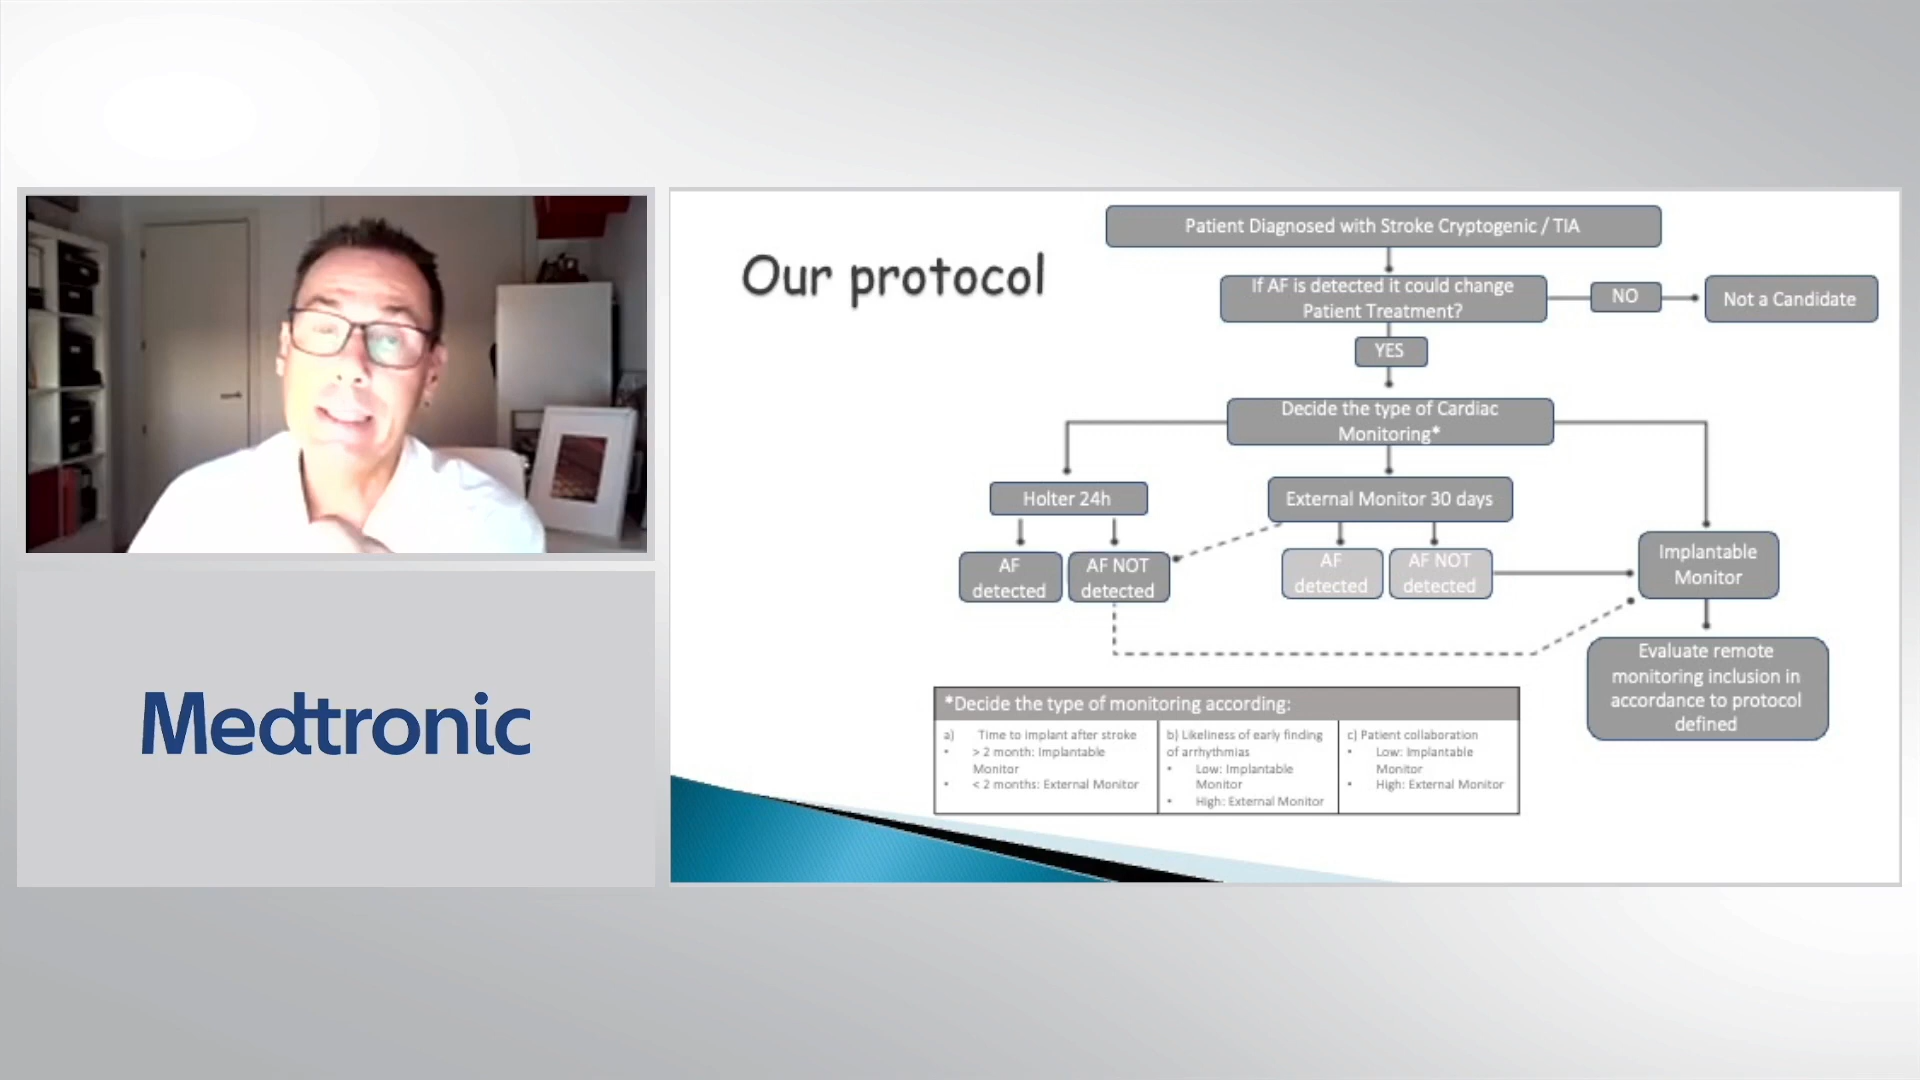 Our protocol
Patient Diagnosed with Stroke Cryptogenic / TIA
If AF is detected it could change
Patient Treatment?
NO
Not a Candidate
YES
Decide the type of Cardiac
Monitoring*
Holter 24h
External Monitor 30 days
AF
detected
AF NOT
detected
AF
detected
AF NOT
detected
Implantable
Monitor
Evaluate remote
monitoring inclusion in
accordance to protocol
defined
*Decide the type of monitoring according:
a) Time to implant after stroke
• > 2 month: Implantable
Monitor
• < 2 months: External Monitor
b) Likeliness of early finding
of arrhythmias
• Low: Implantable
Monitor
• High: External Monitor
c) Patient collaboration
• Low: Implantable
Monitor
• High: External Monitor
Medtronic